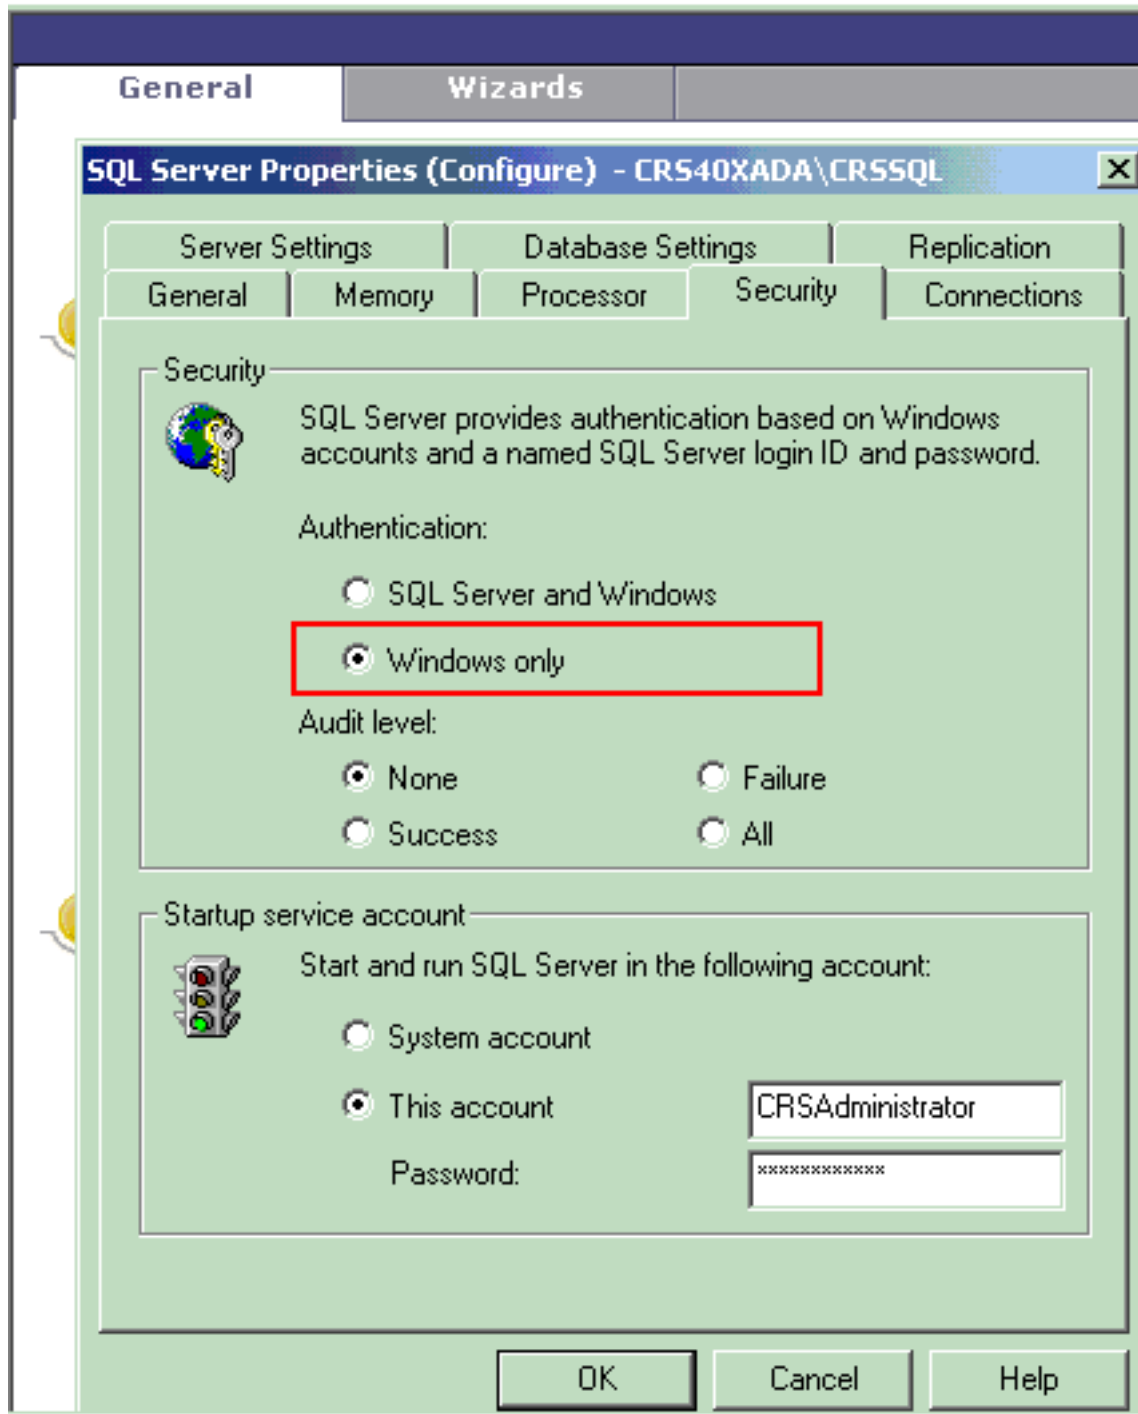 General Wizards
SQL Server Properties (Configure) - CRS40XADA\CRSSQL
Server Settings Database Settings Replication
General Memory Processor Security Connections
Security
SQL Server provides authentication based on Windows
accounts and a named SQL Server login ID and password.
Authentication:
SQL Server and Windows
Windows only
Audit level:
None Failure
Success All
Startup service account
Start and run SQL Server in the following account:
System account
This account CRSAdministrator
Password: ************
OK Cancel Help